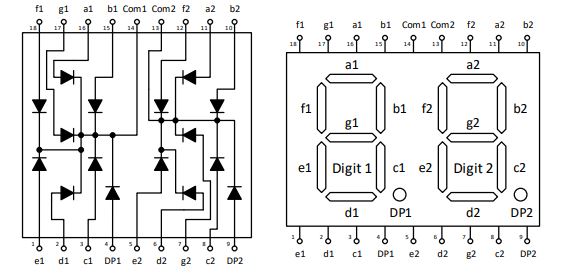 f1 g1 a1 b1 Com1 Com2 f2 a2 b2
18 17 16 15 14 13 12 11 10
1 2 3 4 5 6 7 8 9
e1 d1 c1 DP1 e2 d2 g2 c2 DP2
f1 g1 a1 b1 Com1 Com2 f2 a2 b2
18 17 16 15 14 13 12 11 10
a1 a2
f1 b1 f2 b2
g1 g2
e1 Digit 1 c1 e2 Digit 2 c2
d1 DP1 d2 DP2
1 2 3 4 5 6 7 8 9
e1 d1 c1 DP1 e2 d2 g2 c2 DP2